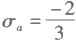 σₐ = −2/3